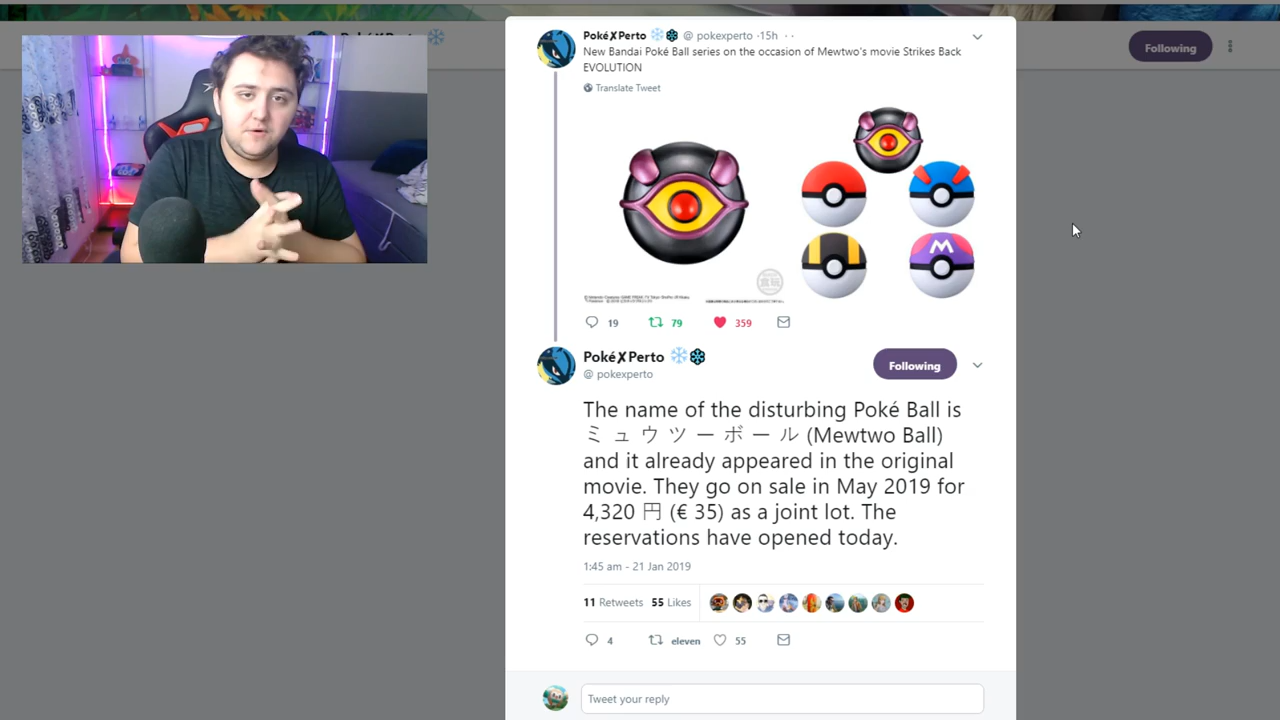 Poké✗Perto @ pokexperto ·15h ··
New Bandai Poké Ball series on the occasion of Mewtwo's movie Strikes Back
EVOLUTION
Translate Tweet
M
19 79 359
Following
Poké✗Perto
@ pokexperto
Following
The name of the disturbing Poké Ball is
ミュウツーボール (Mewtwo Ball)
and it already appeared in the original
movie. They go on sale in May 2019 for
4,320 円 (€ 35) as a joint lot. The
reservations have opened today.
1:45 am - 21 Jan 2019
11 Retweets 55 Likes
4 eleven 55
Tweet your reply